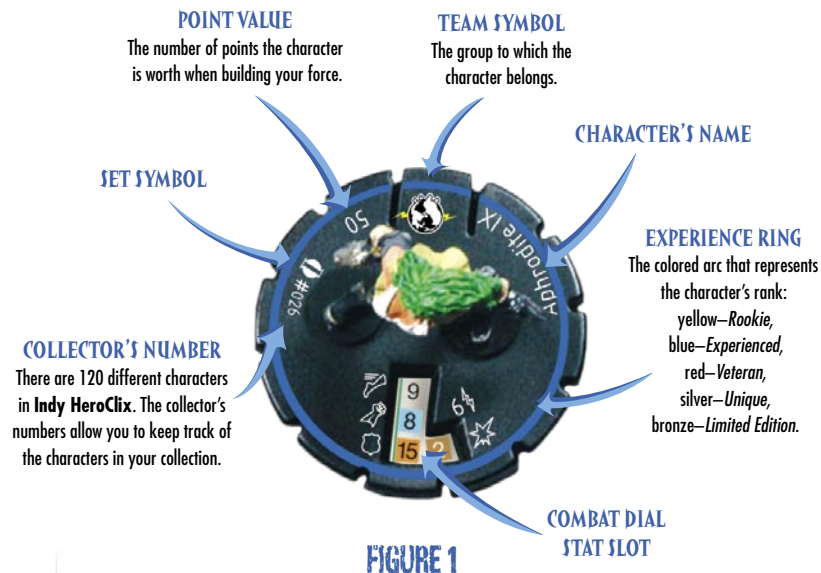 POINT VALUE
The number of points the character
is worth when building your force.
TEAM SYMBOL
The group to which the
character belongs.
CHARACTER'S NAME
SET SYMBOL
EXPERIENCE RING
The colored arc that represents
the character's rank:
yellow–Rookie,
blue–Experienced,
red–Veteran,
silver–Unique,
bronze–Limited Edition.
COLLECTOR'S NUMBER
There are 120 different characters
in Indy HeroClix. The collector's
numbers allow you to keep track of
the characters in your collection.
50
Aphrodite IX
#026
9
8
15
2
6
COMBAT DIAL
STAT SLOT
FIGURE 1